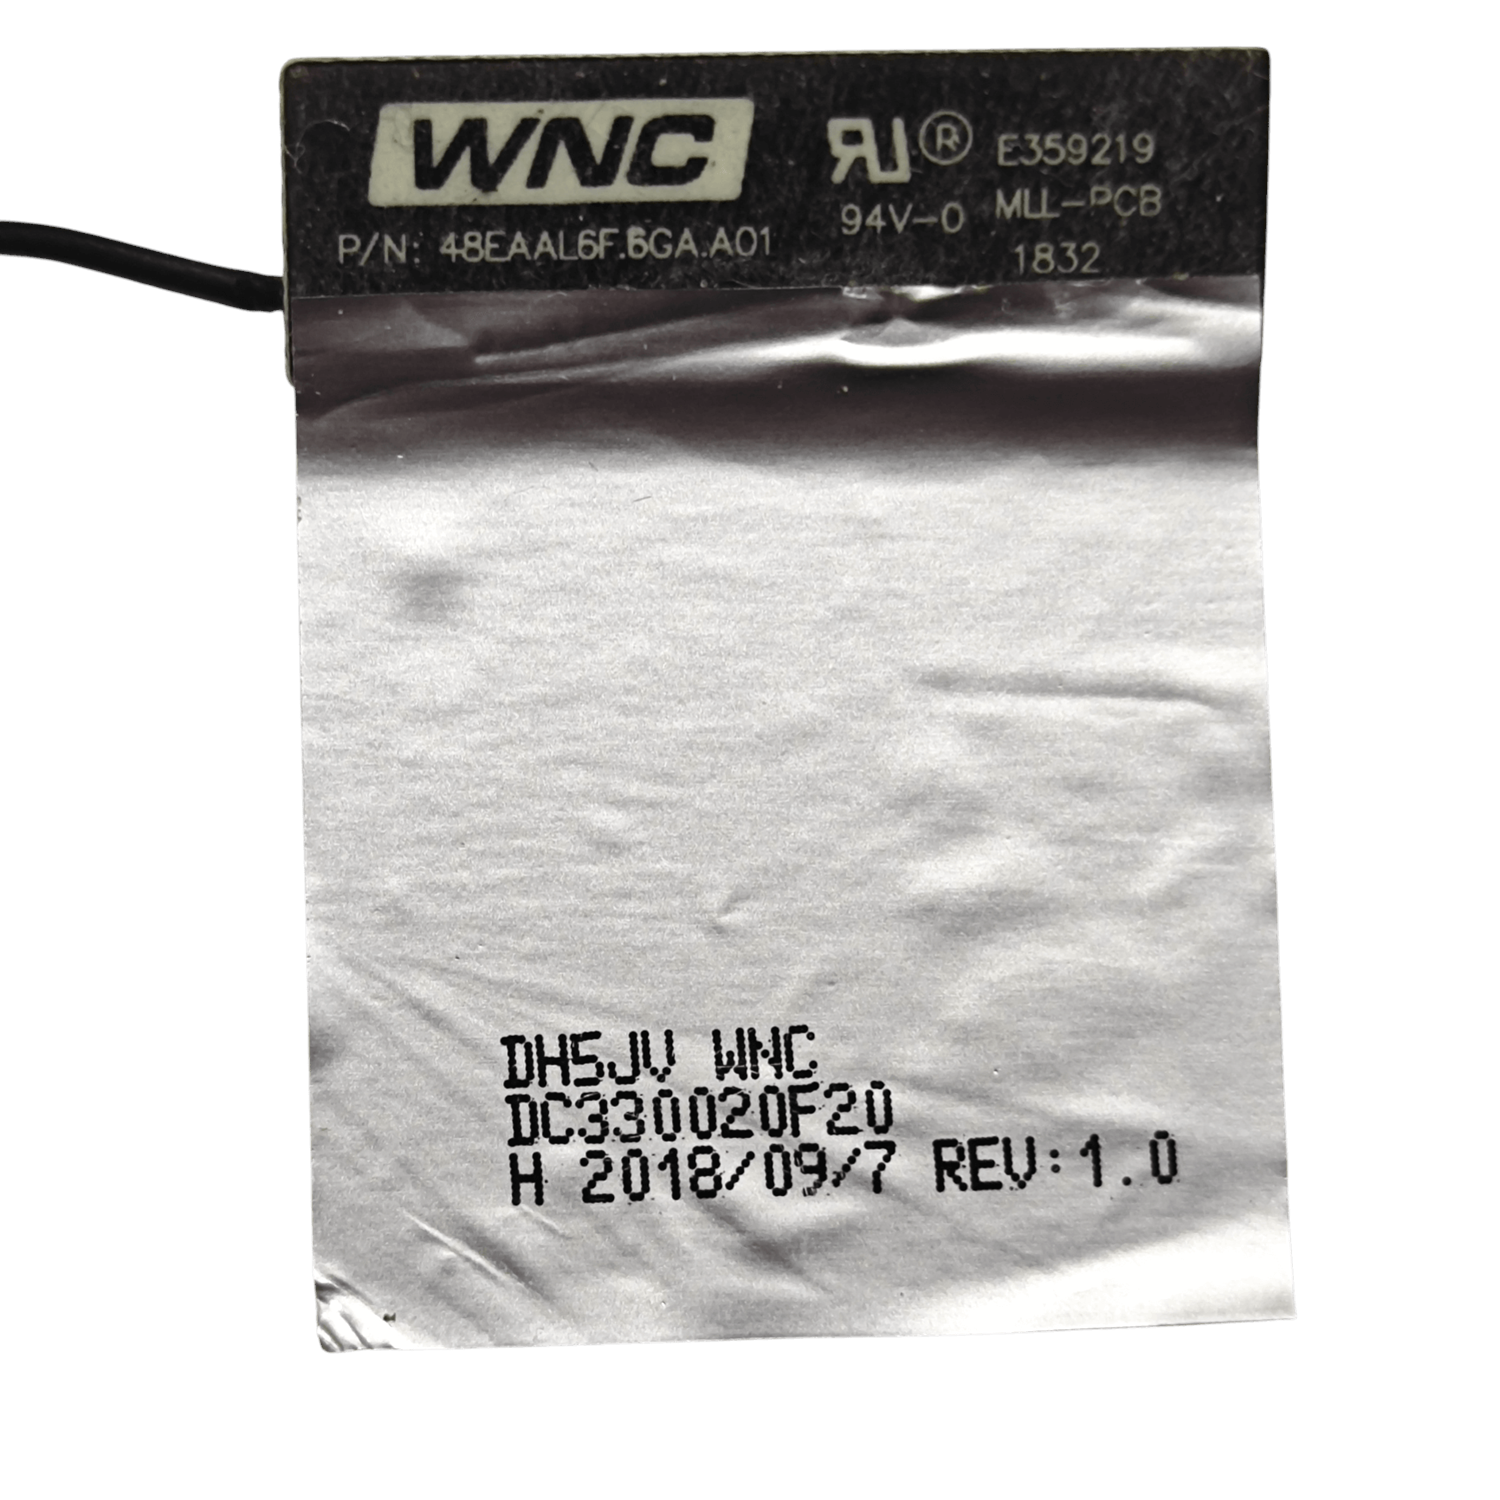 WNC
P/N: 48EAAL6F.6GA.A01
RU ® E359219
94V-0 MLL-PCB
1832
DH5JV WNC
DC330020F20
H 2018/09/7 REV:1.0